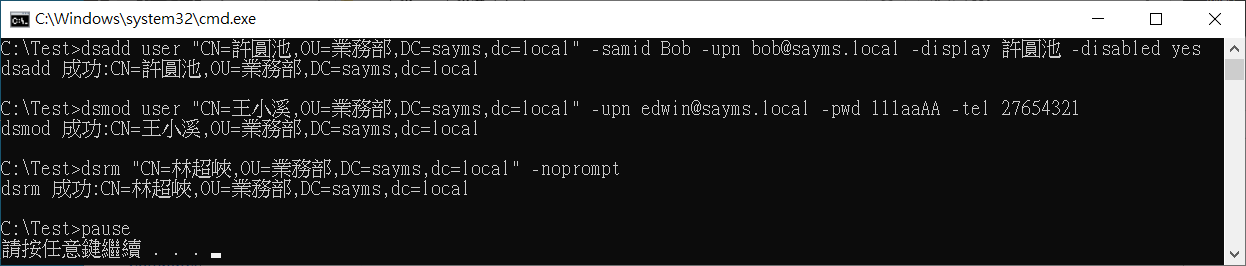 C:\Windows\system32\cmd.exe
C:\Test>dsadd user "CN=許圓池,OU=業務部,DC=sayms,dc=local" -samid Bob -upn bob@sayms.local -display 許圓池 -disabled yes
dsadd 成功:CN=許圓池,OU=業務部,DC=sayms,dc=local
C:\Test>dsmod user "CN=王小溪,OU=業務部,DC=sayms,dc=local" -upn edwin@sayms.local -pwd 111aaAA -tel 27654321
dsmod 成功:CN=王小溪,OU=業務部,DC=sayms,dc=local
C:\Test>dsrm "CN=林超峽,OU=業務部,DC=sayms,dc=local" -noprompt
dsrm 成功:CN=林超峽,OU=業務部,DC=sayms,dc=local
C:\Test>pause
請按任意鍵繼續 . . .